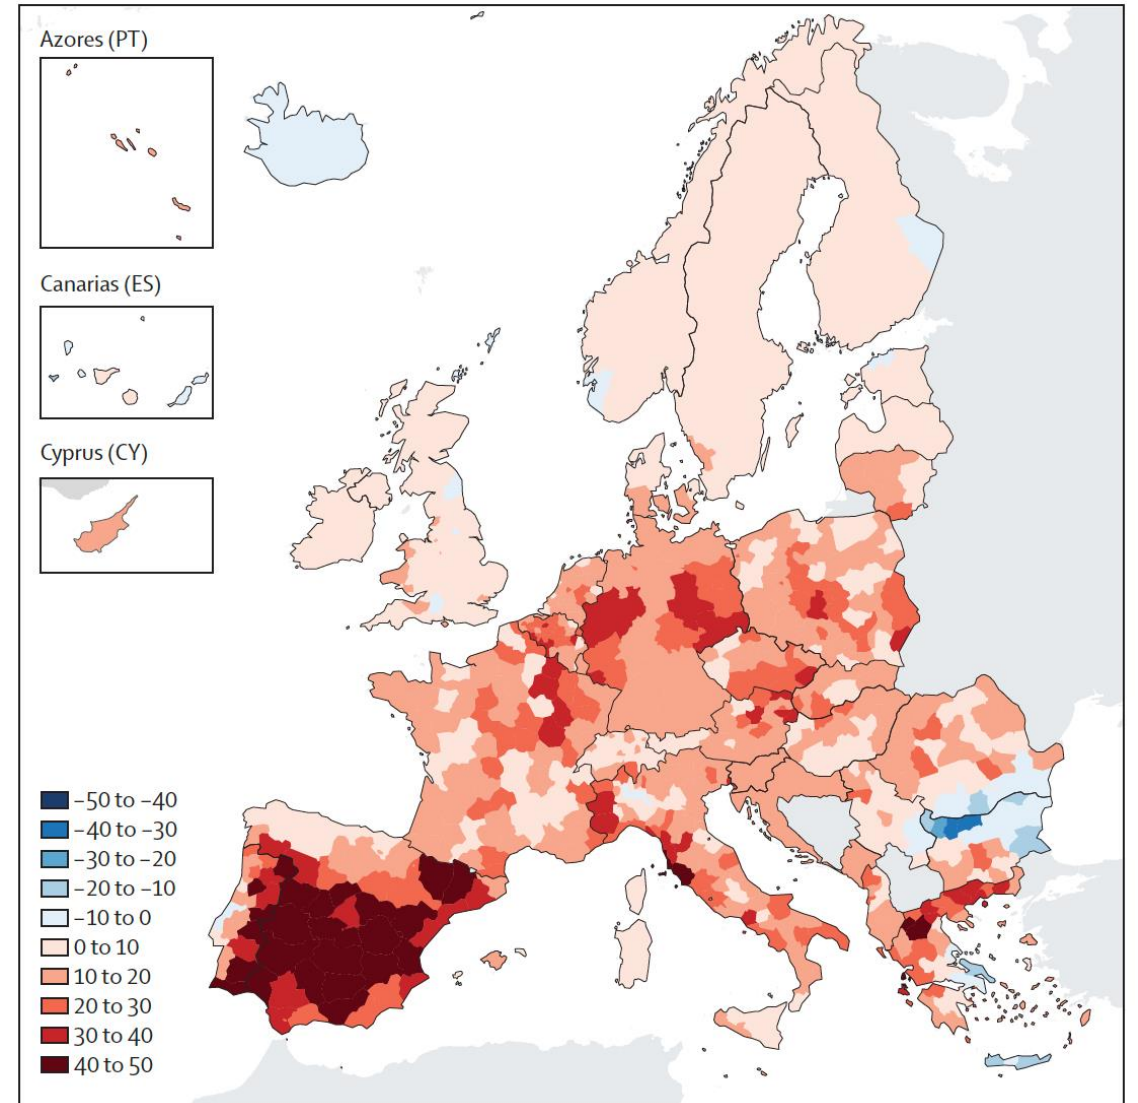 Azores (PT)
Canarias (ES)
Cyprus (CY)
−50 to −40
−40 to −30
−30 to −20
−20 to −10
−10 to 0
0 to 10
10 to 20
20 to 30
30 to 40
40 to 50